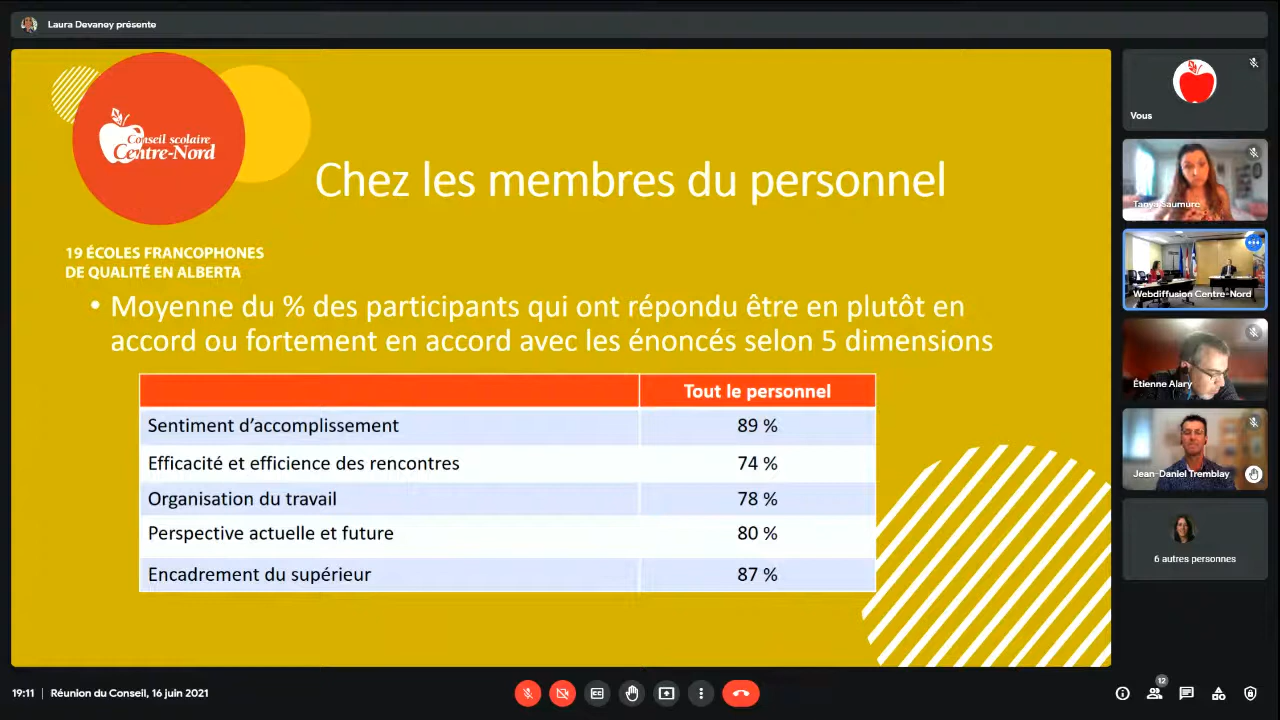 Laura Devaney présente
Conseil scolaire
Centre-Nord
Chez les membres du personnel
19 ÉCOLES FRANCOPHONES
DE QUALITÉ EN ALBERTA
• Moyenne du % des participants qui ont répondu être en plutôt en
accord ou fortement en accord avec les énoncés selon 5 dimensions
Tout le personnel
Sentiment d'accomplissement 89 %
Efficacité et efficience des rencontres 74 %
Organisation du travail 78 %
Perspective actuelle et future 80 %
Encadrement du supérieur 87 %
Vous
Tanya Saumure
Webdiffusion Centre-Nord
Étienne Alary
Jean-Daniel Tremblay
6 autres personnes
19:11 | Réunion du Conseil, 16 juin 2021
CC
12